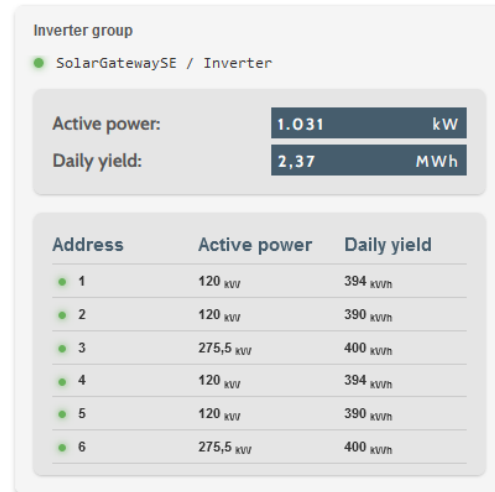 Inverter group
SolarGatewaySE / Inverter
Active power: 1.031 kW
Daily yield: 2,37 MWh
Address Active power Daily yield
1 120 kW 394 kWh
2 120 kW 390 kWh
3 275,5 kW 400 kWh
4 120 kW 394 kWh
5 120 kW 390 kWh
6 275,5 kW 400 kWh